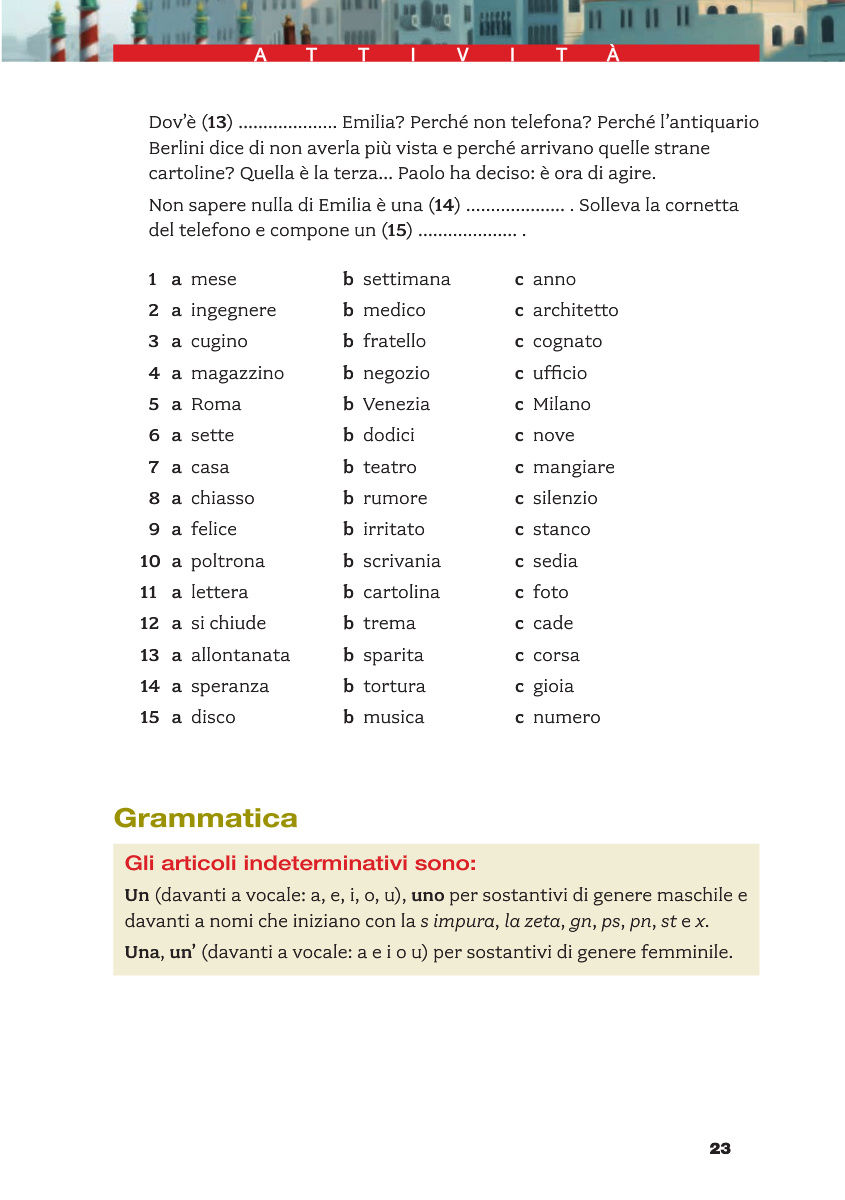 ATTIVITÀ
Dov'è (13) .................... Emilia? Perché non telefona? Perché l'antiquario
Berlini dice di non averla più vista e perché arrivano quelle strane
cartoline? Quella è la terza... Paolo ha deciso: è ora di agire.
Non sapere nulla di Emilia è una (14) .................... . Solleva la cornetta
del telefono e compone un (15) .................... .
1 a mese b settimana c anno
2 a ingegnere b medico c architetto
3 a cugino b fratello c cognato
4 a magazzino b negozio c ufficio
5 a Roma b Venezia c Milano
6 a sette b dodici c nove
7 a casa b teatro c mangiare
8 a chiasso b rumore c silenzio
9 a felice b irritato c stanco
10 a poltrona b scrivania c sedia
11 a lettera b cartolina c foto
12 a si chiude b trema c cade
13 a allontanata b sparita c corsa
14 a speranza b tortura c gioia
15 a disco b musica c numero
Grammatica
Gli articoli indeterminativi sono:
Un (davanti a vocale: a, e, i, o, u), uno per sostantivi di genere maschile e
davanti a nomi che iniziano con la s impura, la zeta, gn, ps, pn, st e x.
Una, un' (davanti a vocale: a e i o u) per sostantivi di genere femminile.
23